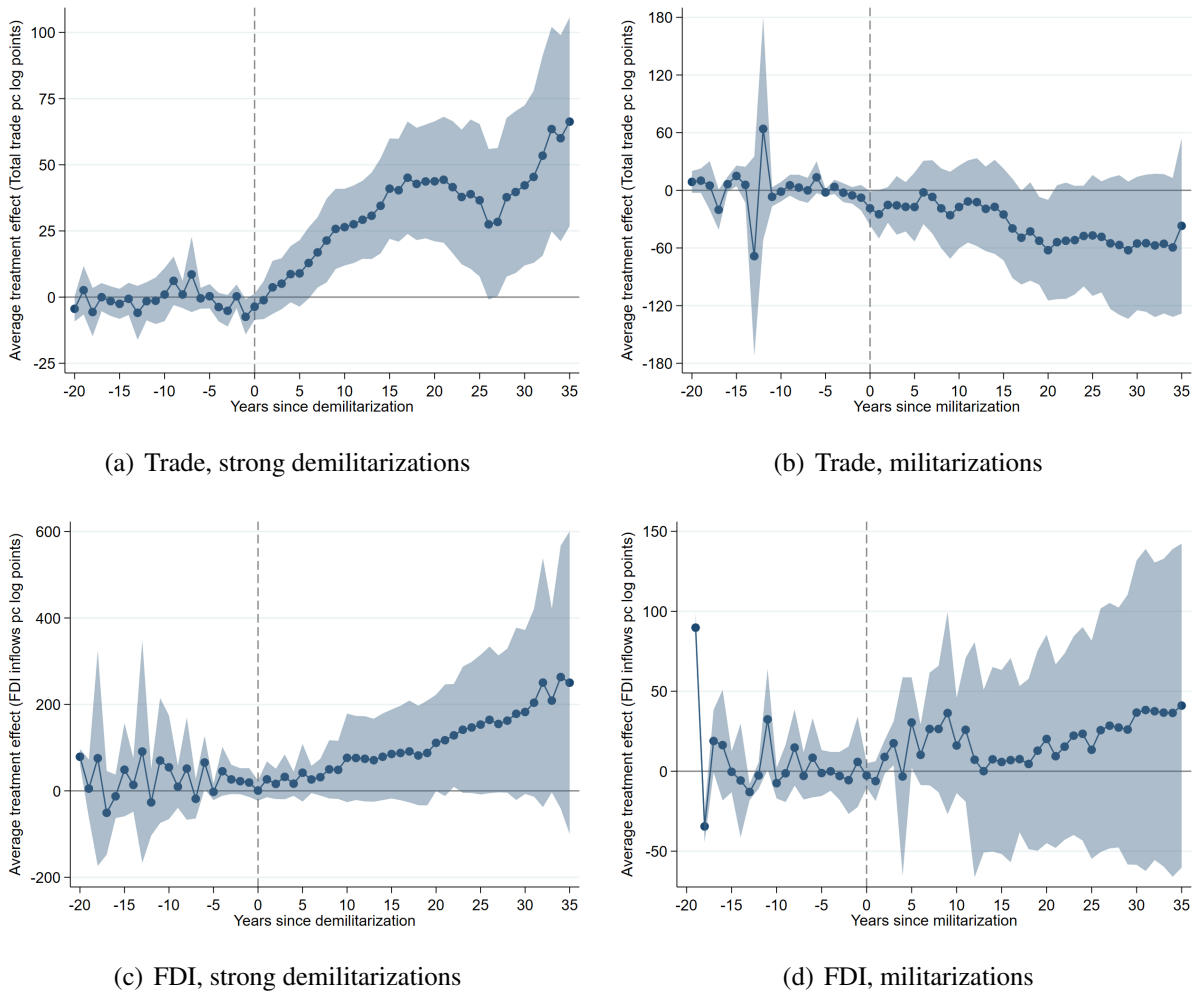 Average treatment effect (Total trade pc log points)
100
75
50
25
0
-25
-20 -15 -10 -5 0 5 10 15 20 25 30 35
Years since demilitarization
(a) Trade, strong demilitarizations
Average treatment effect (Total trade pc log points)
180
120
60
0
-60
-120
-180
-20 -15 -10 -5 0 5 10 15 20 25 30 35
Years since militarization
(b) Trade, militarizations
Average treatment effect (FDI inflows pc log points)
600
400
200
0
-200
-20 -15 -10 -5 0 5 10 15 20 25 30 35
Years since demilitarization
(c) FDI, strong demilitarizations
Average treatment effect (FDI inflows pc log points)
150
100
50
0
-50
-20 -15 -10 -5 0 5 10 15 20 25 30 35
Years since militarization
(d) FDI, militarizations